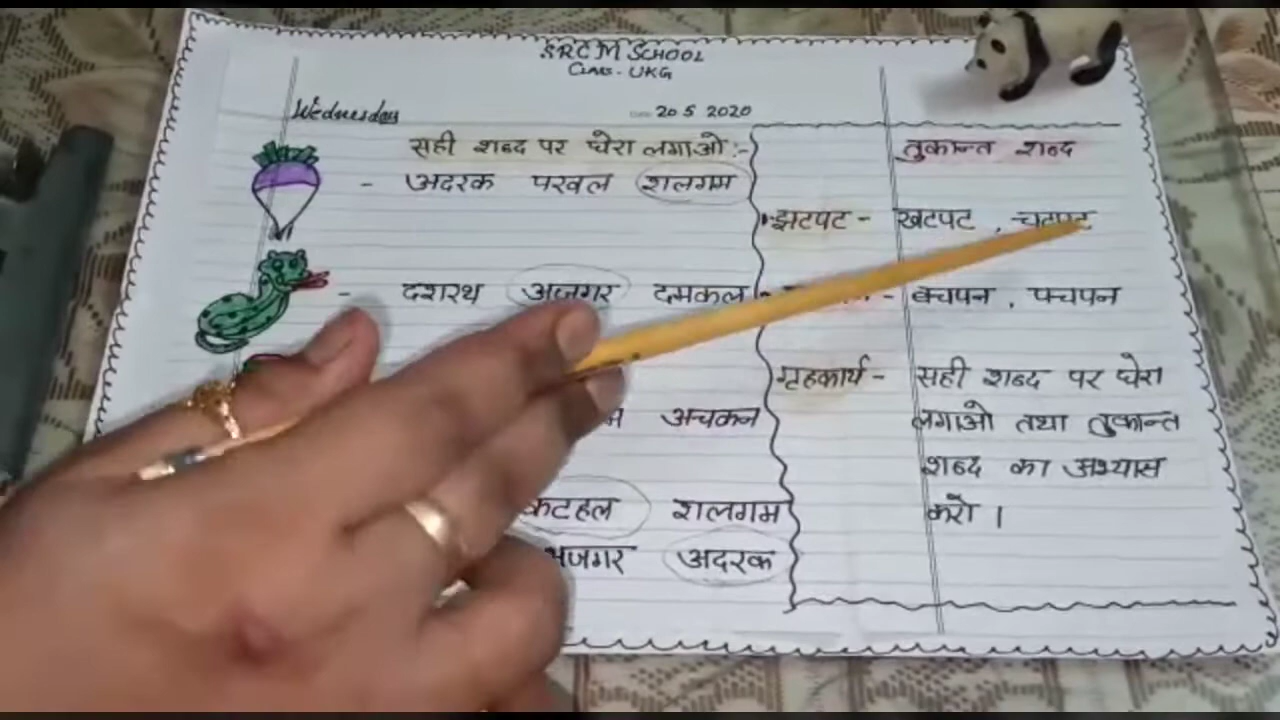 S.R.C.M SCHOOL
CLASS - UKG
Wednesday
Date 20 5 2020
सही शब्द पर घेरा लगाओ:-
- अदरक परवल शलगम
- दशरथ अजगर दमकल
अचकन
कटहल शलगम
अजगर अदरक
तुकान्त शब्द
झटपट - खटपट , चटपट
- बचपन , पचपन
गृहकार्य - सही शब्द पर घेरा
लगाओ तथा तुकान्त
शब्द का अभ्यास
करो ।